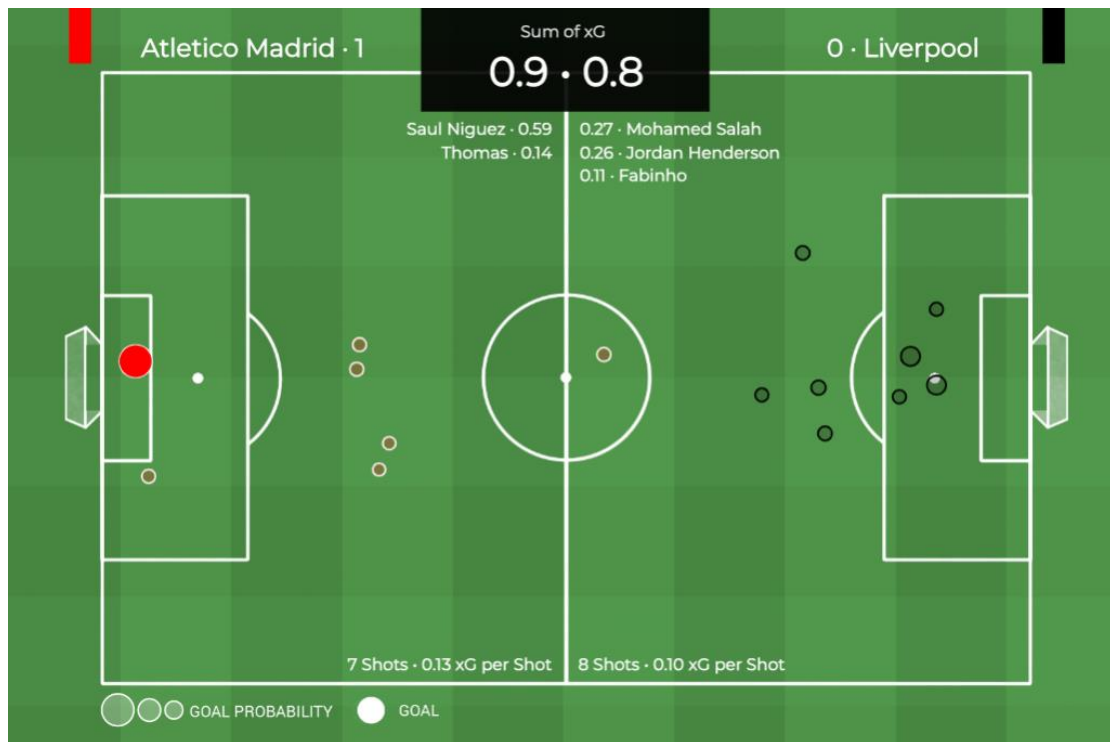 Sum of xG
Atletico Madrid · 1
0.9 · 0.8
0 · Liverpool
Saul Niguez · 0.59
Thomas · 0.14
0.27 · Mohamed Salah
0.26 · Jordan Henderson
0.11 · Fabinho
7 Shots · 0.13 xG per Shot
8 Shots · 0.10 xG per Shot
GOAL PROBABILITY
GOAL